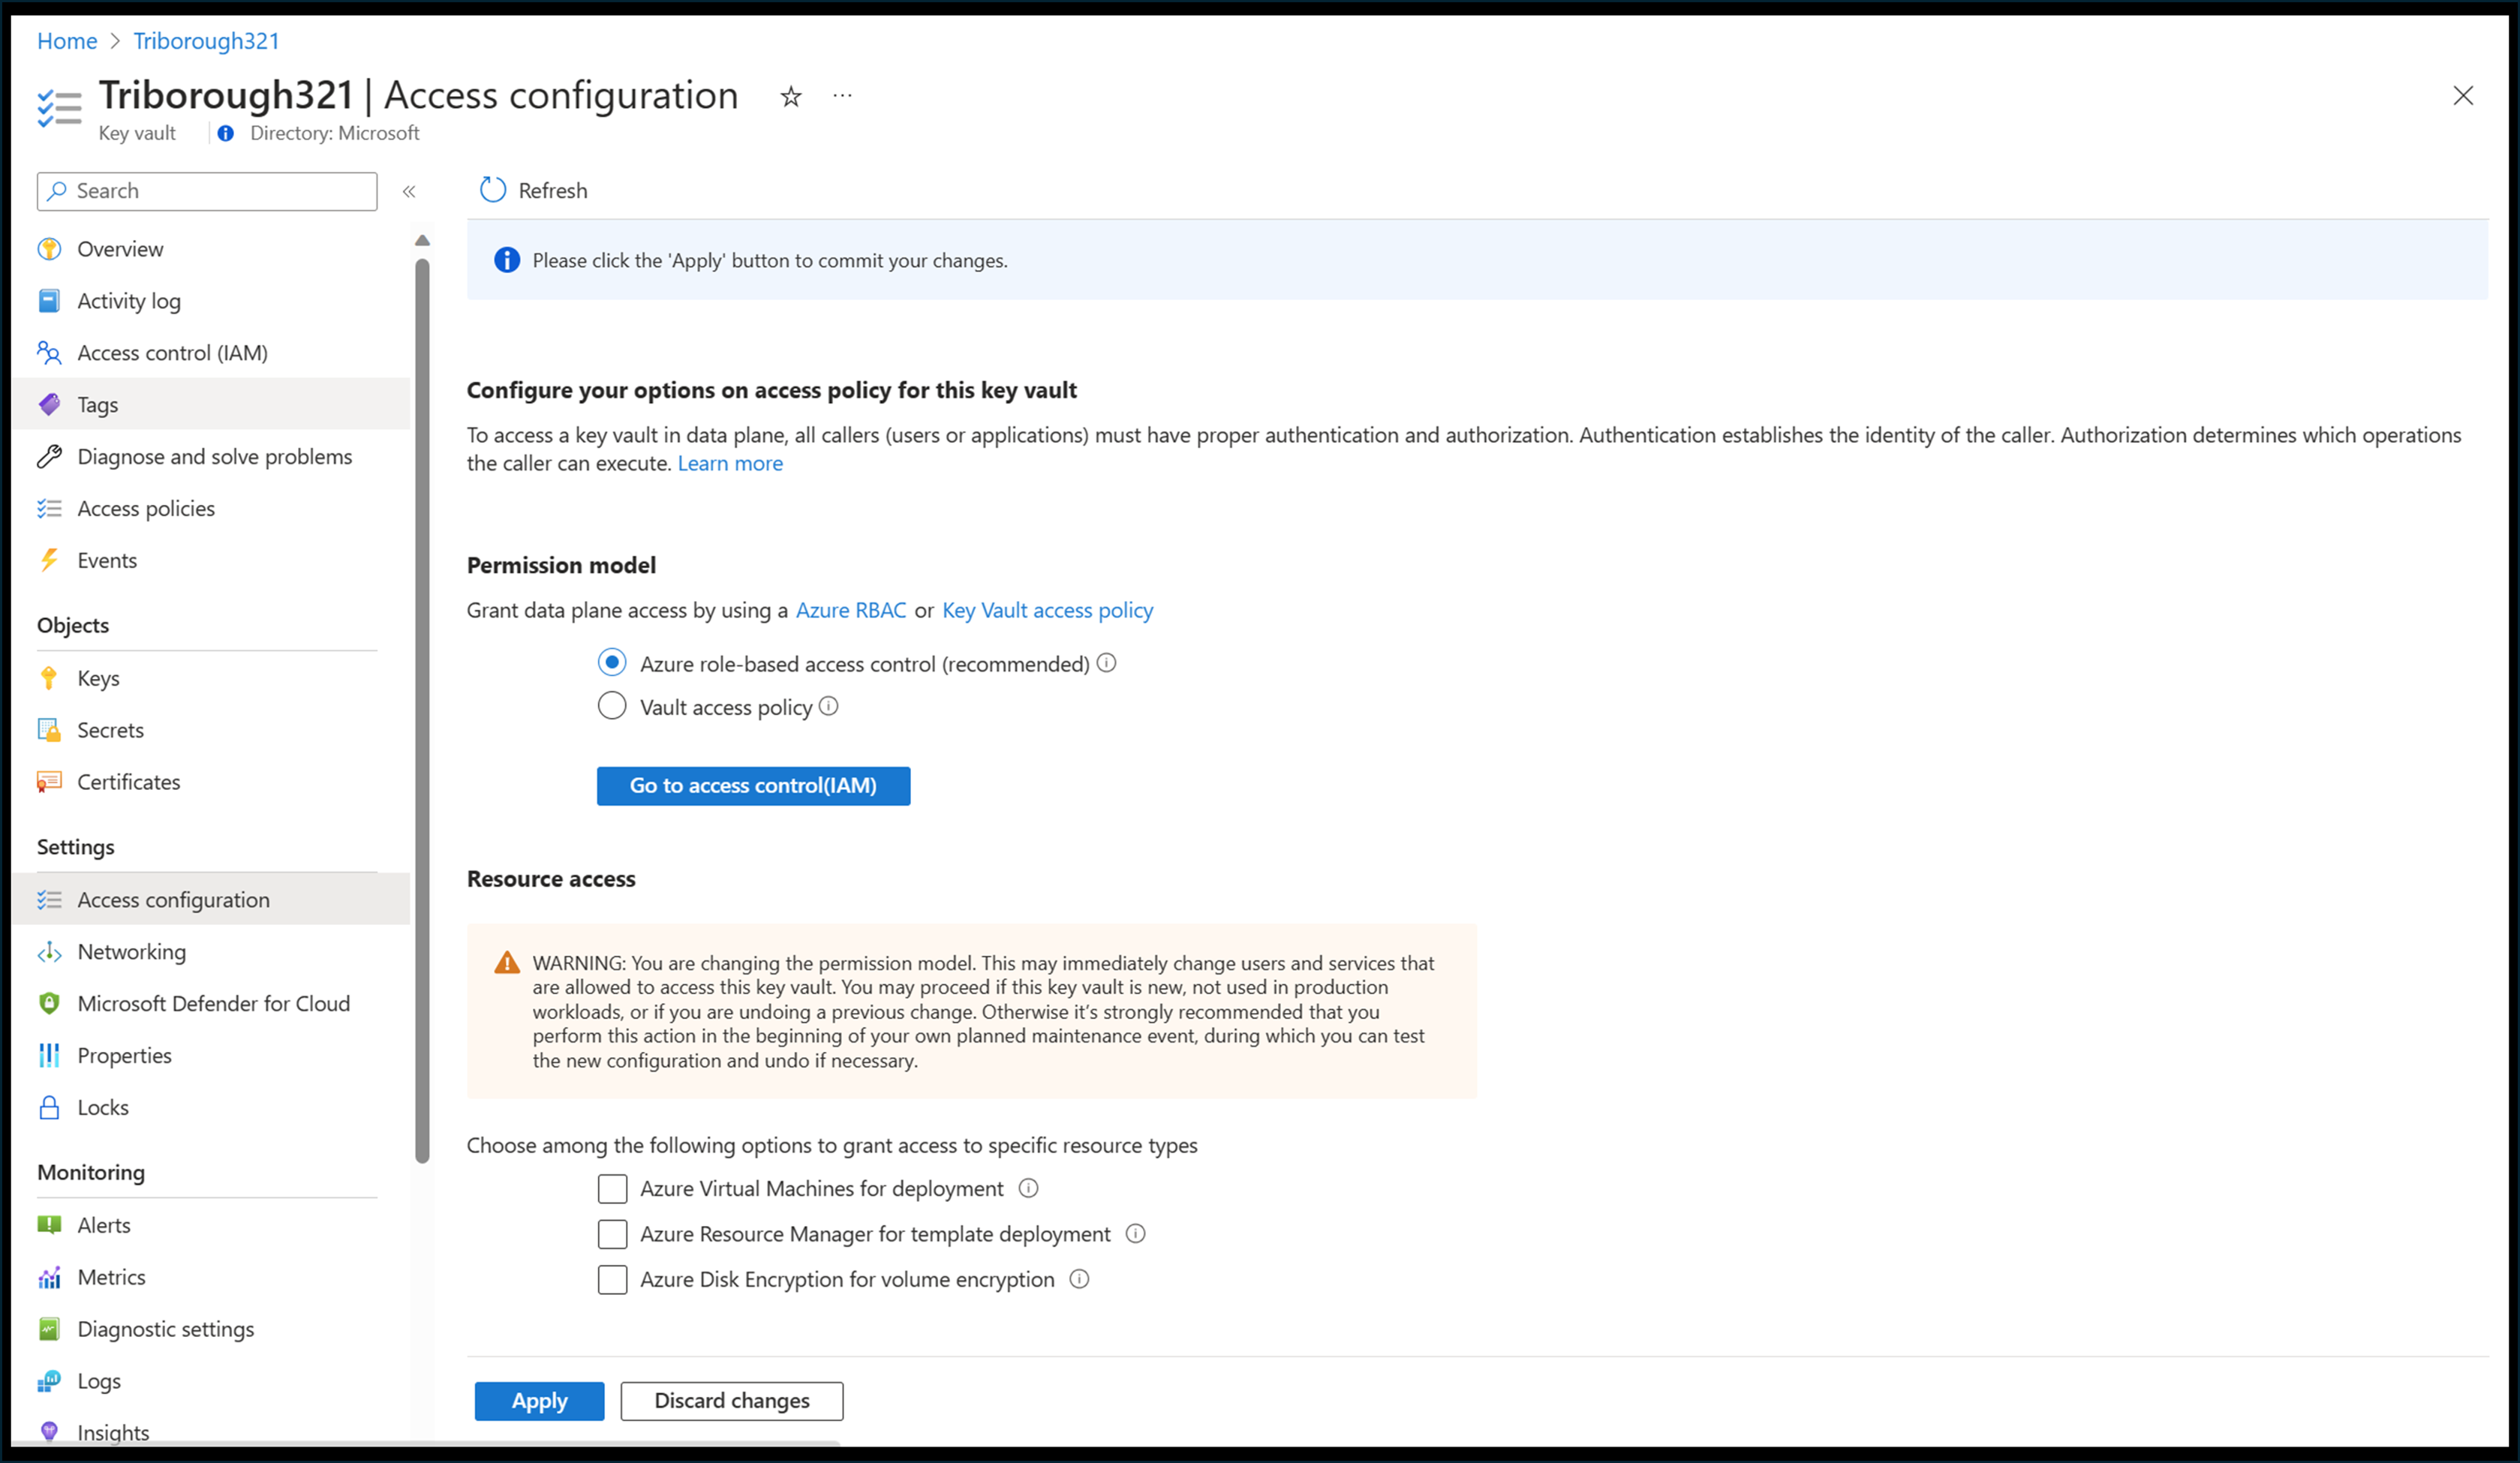 Home > Triborough321
Triborough321 | Access configuration
Key vault
Directory: Microsoft
Search
Overview
Activity log
Access control (IAM)
Tags
Diagnose and solve problems
Access policies
Events
Objects
Keys
Secrets
Certificates
Settings
Access configuration
Networking
Microsoft Defender for Cloud
Properties
Locks
Monitoring
Alerts
Metrics
Diagnostic settings
Logs
Insights
Refresh
Please click the 'Apply' button to commit your changes.
Configure your options on access policy for this key vault
To access a key vault in data plane, all callers (users or applications) must have proper authentication and authorization. Authentication establishes the identity of the caller. Authorization determines which operations
the caller can execute. Learn more
Permission model
Grant data plane access by using a Azure RBAC or Key Vault access policy
Azure role-based access control (recommended)
Vault access policy
Go to access control(IAM)
Resource access
WARNING: You are changing the permission model. This may immediately change users and services that
are allowed to access this key vault. You may proceed if this key vault is new, not used in production
workloads, or if you are undoing a previous change. Otherwise it’s strongly recommended that you
perform this action in the beginning of your own planned maintenance event, during which you can test
the new configuration and undo if necessary.
Choose among the following options to grant access to specific resource types
Azure Virtual Machines for deployment
Azure Resource Manager for template deployment
Azure Disk Encryption for volume encryption
Apply
Discard changes